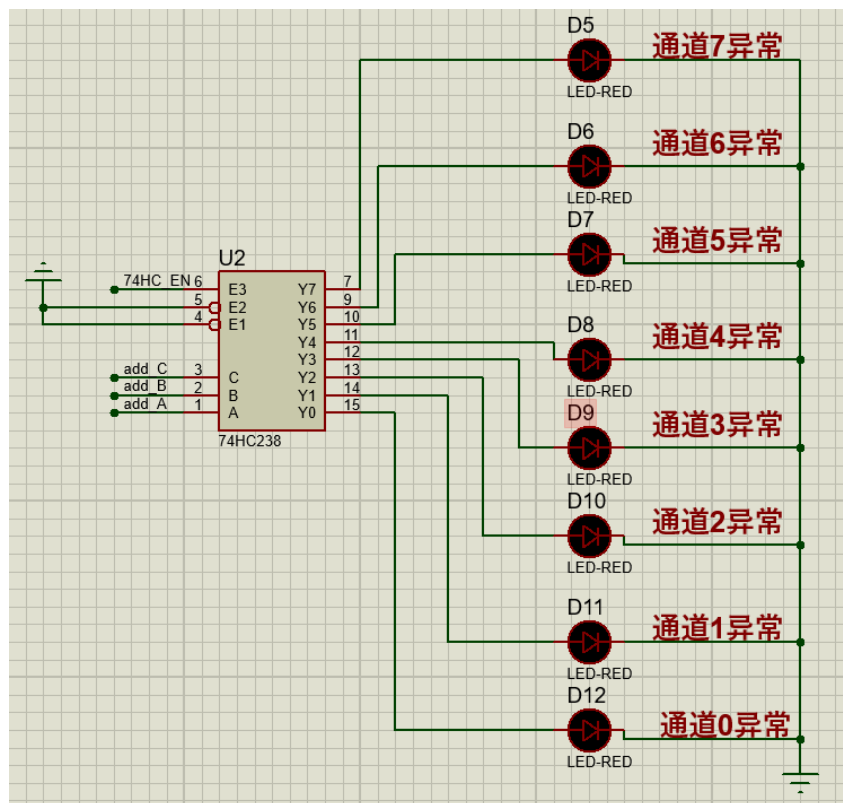 D5
通道7异常
LED-RED
D6
通道6异常
LED-RED
D7
通道5异常
LED-RED
U2
74HC_EN 6 E3 Y7 7
5 E2 Y6 9
4 E1 Y5 10
Y4 11
Y3 12
add_C 3 C Y2 13
add_B 2 B Y1 14
add_A 1 A Y0 15
74HC238
D8
通道4异常
LED-RED
D9
通道3异常
LED-RED
D10
通道2异常
LED-RED
D11
通道1异常
LED-RED
D12
通道0异常
LED-RED